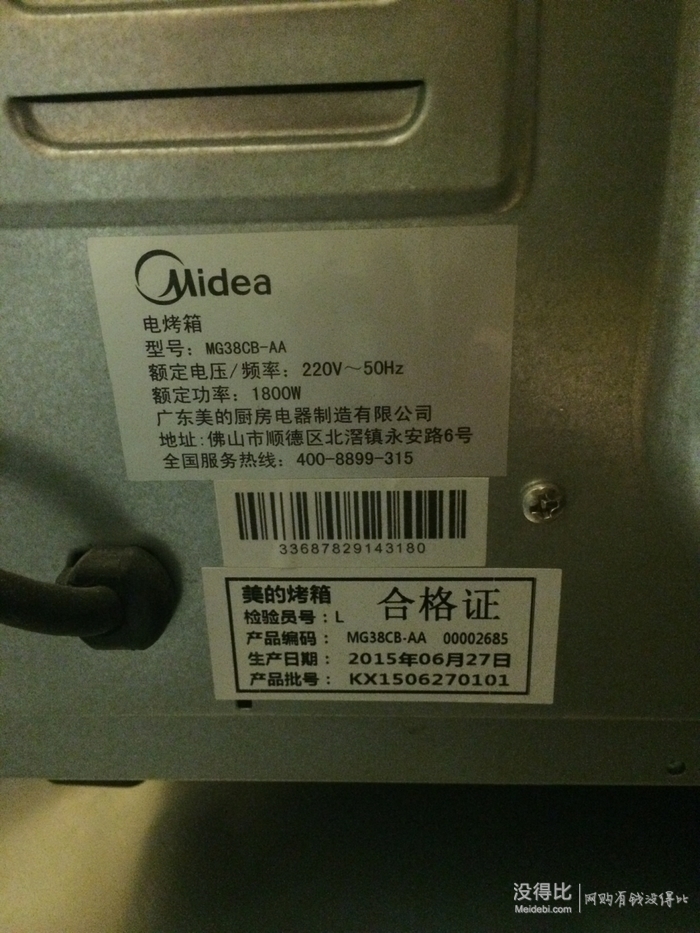 Midea
电烤箱
型号：MG38CB-AA
额定电压/频率：220V～50Hz
额定功率：1800W
广东美的厨房电器制造有限公司
地址:佛山市顺德区北滘镇永安路6号
全国服务热线：400-8899-315
33687829143180
美的烤箱 合格证
检验员号：L
产品编码： MG38CB-AA 00002685
生产日期： 2015年06月27日
产品批号： KX1506270101
没得比 网购有钱没得比
Meidebi.com